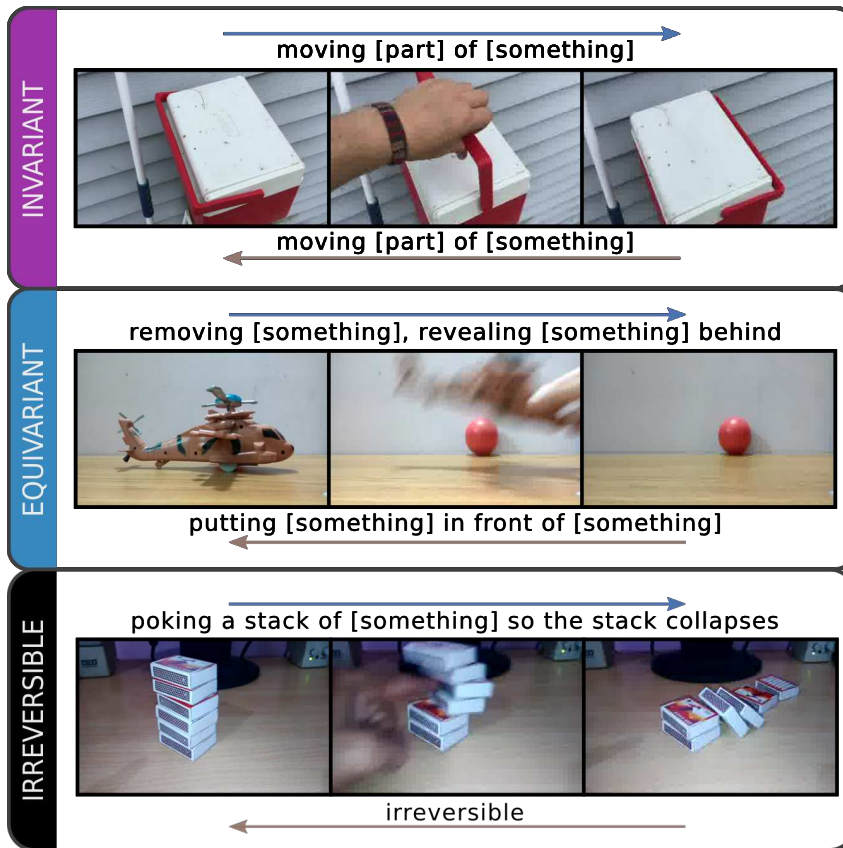 INVARIANT
moving [part] of [something]
moving [part] of [something]
EQUIVARIANT
removing [something], revealing [something] behind
putting [something] in front of [something]
IRREVERSIBLE
poking a stack of [something] so the stack collapses
irreversible